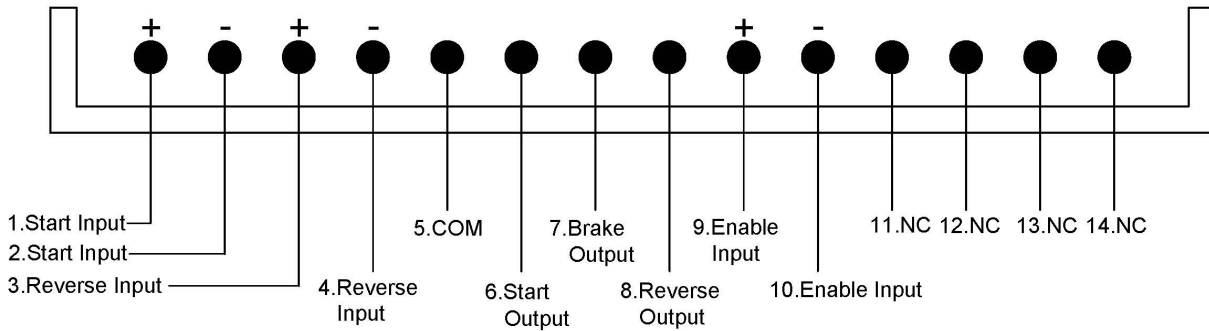 + - + - + -
1.Start Input
2.Start Input
3.Reverse Input
4.Reverse
Input
5.COM
6.Start
Output
7.Brake
Output
8.Reverse
Output
9.Enable
Input
10.Enable Input
11.NC 12.NC 13.NC 14.NC